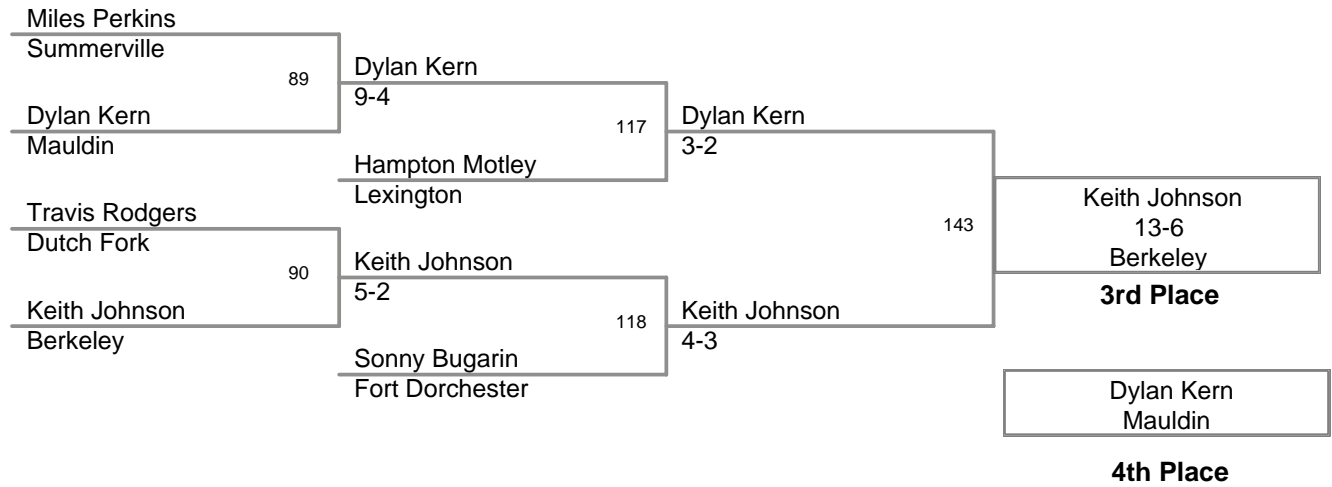 Miles Perkins
Summerville
89
Dylan Kern
9-4
Dylan Kern
Mauldin
117
Dylan Kern
3-2
Hampton Motley
Lexington
Travis Rodgers
Dutch Fork
143
Keith Johnson
13-6
Berkeley
3rd Place
90
Keith Johnson
5-2
Keith Johnson
Berkeley
118
Keith Johnson
4-3
Sonny Bugarin
Fort Dorchester
Dylan Kern
Mauldin
4th Place